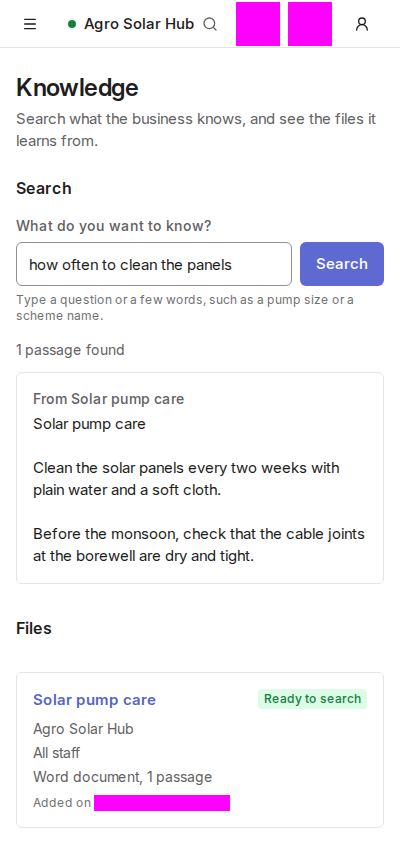 Agro Solar Hub
Knowledge
Search what the business knows, and see the files it
learns from.
Search
What do you want to know?
how often to clean the panels
Search
Type a question or a few words, such as a pump size or a
scheme name.
1 passage found
From Solar pump care
Solar pump care
Clean the solar panels every two weeks with
plain water and a soft cloth.
Before the monsoon, check that the cable joints
at the borewell are dry and tight.
Files
Solar pump care
Ready to search
Agro Solar Hub
All staff
Word document, 1 passage
Added on